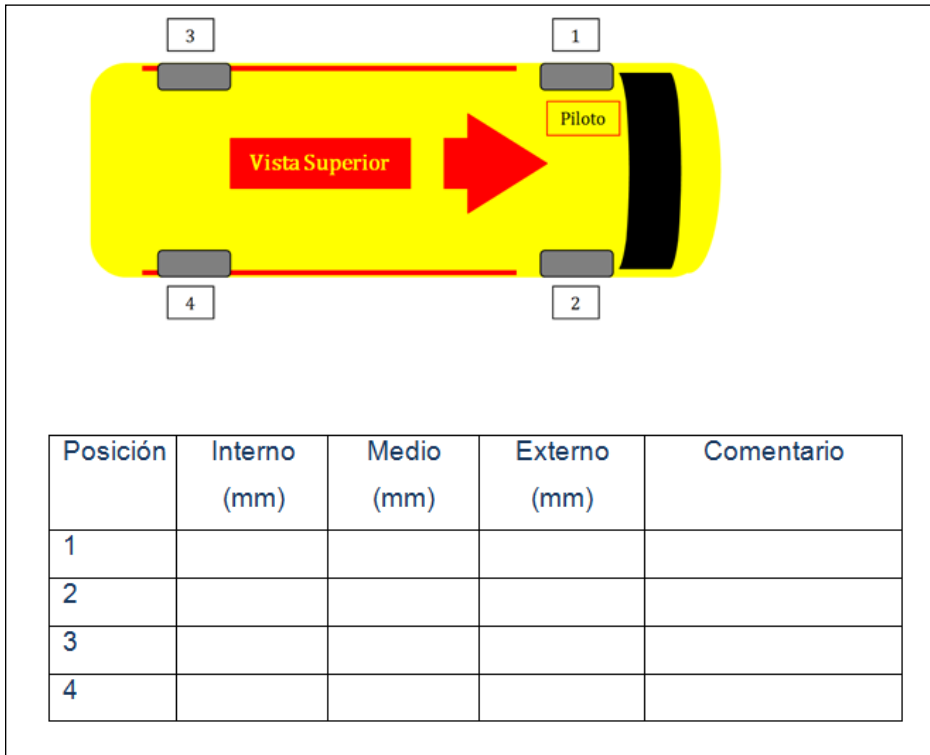 3
1
Piloto
Vista Superior
4
2
Posición Interno Medio Externo Comentario
(mm) (mm) (mm)
1
2
3
4